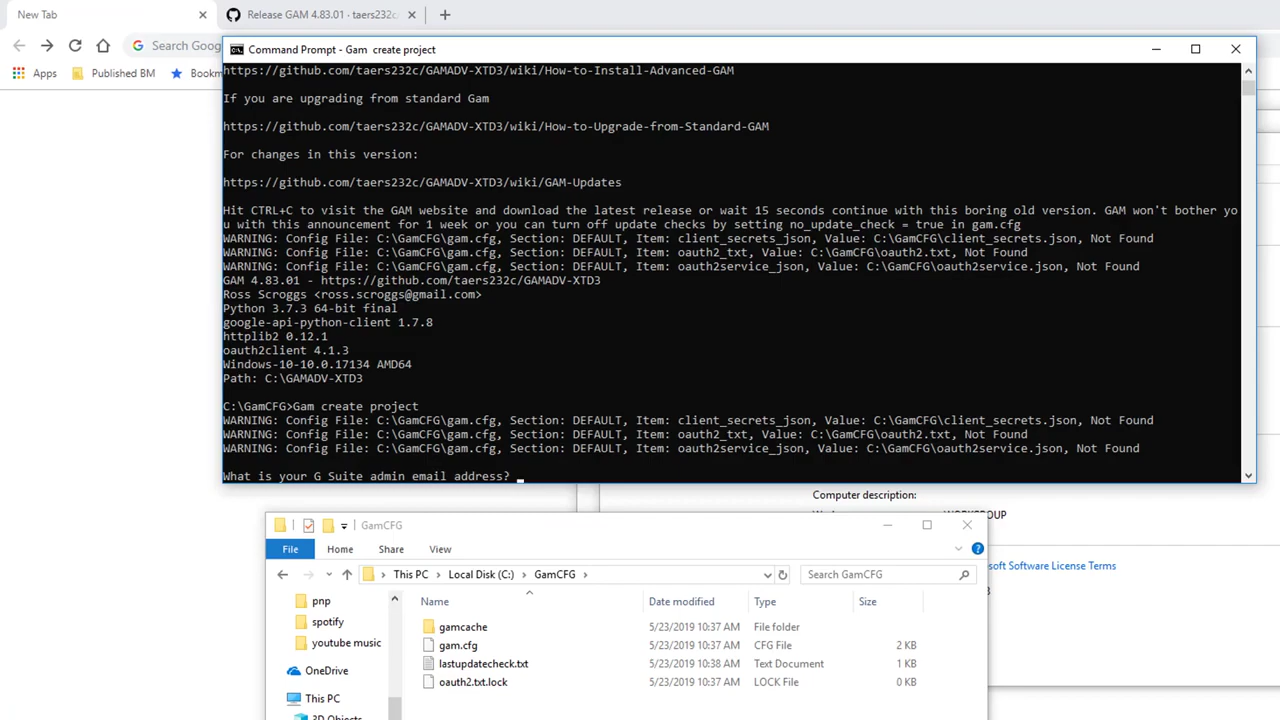 New Tab
Release GAM 4.83.01 · taers232c
Search Goog
Apps
Published BM
Bookm
Command Prompt - Gam  create project
https://github.com/taers232c/GAMADV-XTD3/wiki/How-to-Install-Advanced-GAM
If you are upgrading from standard Gam
https://github.com/taers232c/GAMADV-XTD3/wiki/How-to-Upgrade-from-Standard-GAM
For changes in this version:
https://github.com/taers232c/GAMADV-XTD3/wiki/GAM-Updates
Hit CTRL+C to visit the GAM website and download the latest release or wait 15 seconds continue with this boring old version. GAM won't bother yo
u with this announcement for 1 week or you can turn off update checks by setting no_update_check = true in gam.cfg
WARNING: Config File: C:\GamCFG\gam.cfg, Section: DEFAULT, Item: client_secrets_json, Value: C:\GamCFG\client_secrets.json, Not Found
WARNING: Config File: C:\GamCFG\gam.cfg, Section: DEFAULT, Item: oauth2_txt, Value: C:\GamCFG\oauth2.txt, Not Found
WARNING: Config File: C:\GamCFG\gam.cfg, Section: DEFAULT, Item: oauth2service_json, Value: C:\GamCFG\oauth2service.json, Not Found
GAM 4.83.01 - https://github.com/taers232c/GAMADV-XTD3
Ross Scroggs <ross.scroggs@gmail.com>
Python 3.7.3 64-bit final
google-api-python-client 1.7.8
httplib2 0.12.1
oauth2client 4.1.3
Windows-10-10.0.17134 AMD64
Path: C:\GAMADV-XTD3
C:\GamCFG>Gam create project
WARNING: Config File: C:\GamCFG\gam.cfg, Section: DEFAULT, Item: client_secrets_json, Value: C:\GamCFG\client_secrets.json, Not Found
WARNING: Config File: C:\GamCFG\gam.cfg, Section: DEFAULT, Item: oauth2_txt, Value: C:\GamCFG\oauth2.txt, Not Found
WARNING: Config File: C:\GamCFG\gam.cfg, Section: DEFAULT, Item: oauth2service_json, Value: C:\GamCFG\oauth2service.json, Not Found
What is your G Suite admin email address?
Computer description:
oft Software License Terms
GamCFG
File Home Share View
This PC > Local Disk (C:) > GamCFG >
Search GamCFG
Name Date modified Type Size
pnp
spotify
youtube music
OneDrive
This PC
3D Objects
gamcache 5/23/2019 10:37 AM File folder
gam.cfg 5/23/2019 10:37 AM CFG File 2 KB
lastupdatecheck.txt 5/23/2019 10:38 AM Text Document 1 KB
oauth2.txt.lock 5/23/2019 10:37 AM LOCK File 0 KB